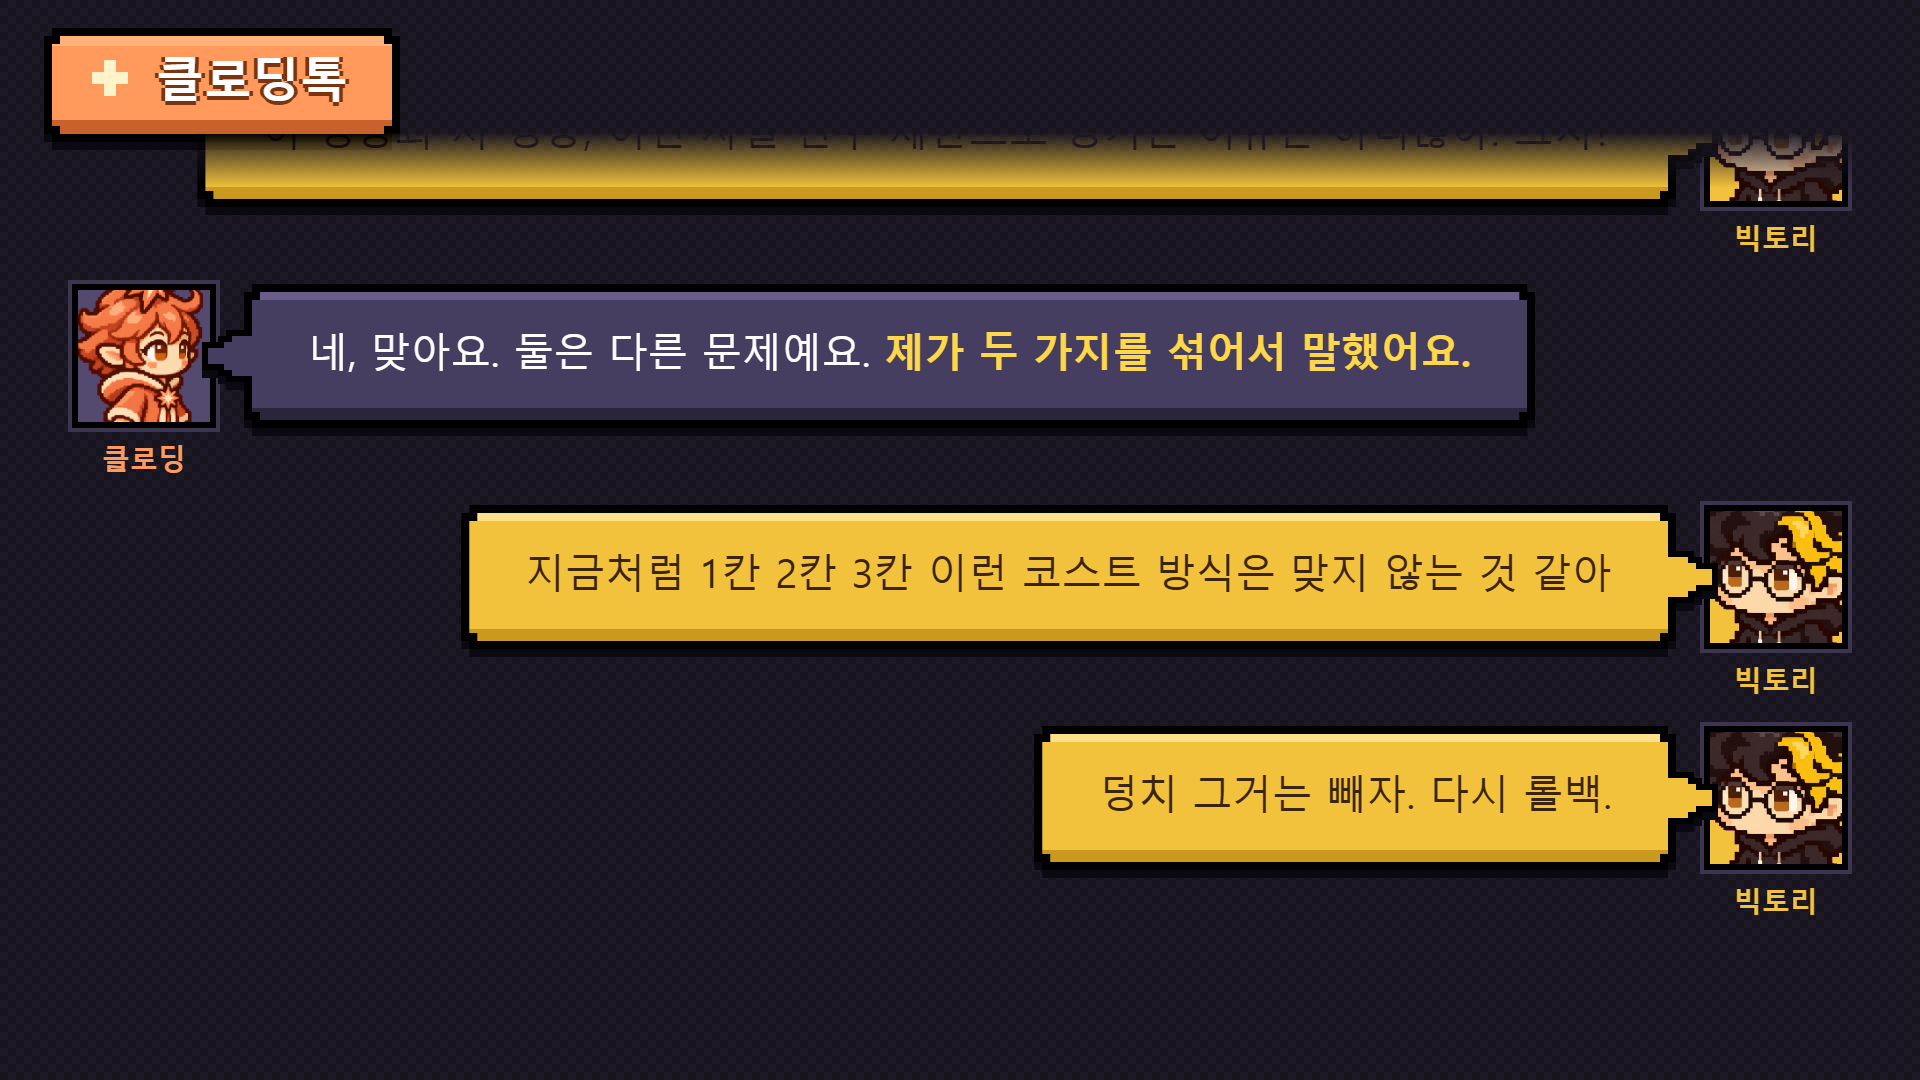 클로딩톡
빅토리
네, 맞아요. 둘은 다른 문제예요. 제가 두 가지를 섞어서 말했어요.
클로딩
지금처럼 1칸 2칸 3칸 이런 코스트 방식은 맞지 않는 것 같아
빅토리
덩치 그거는 빼자. 다시 롤백.
빅토리